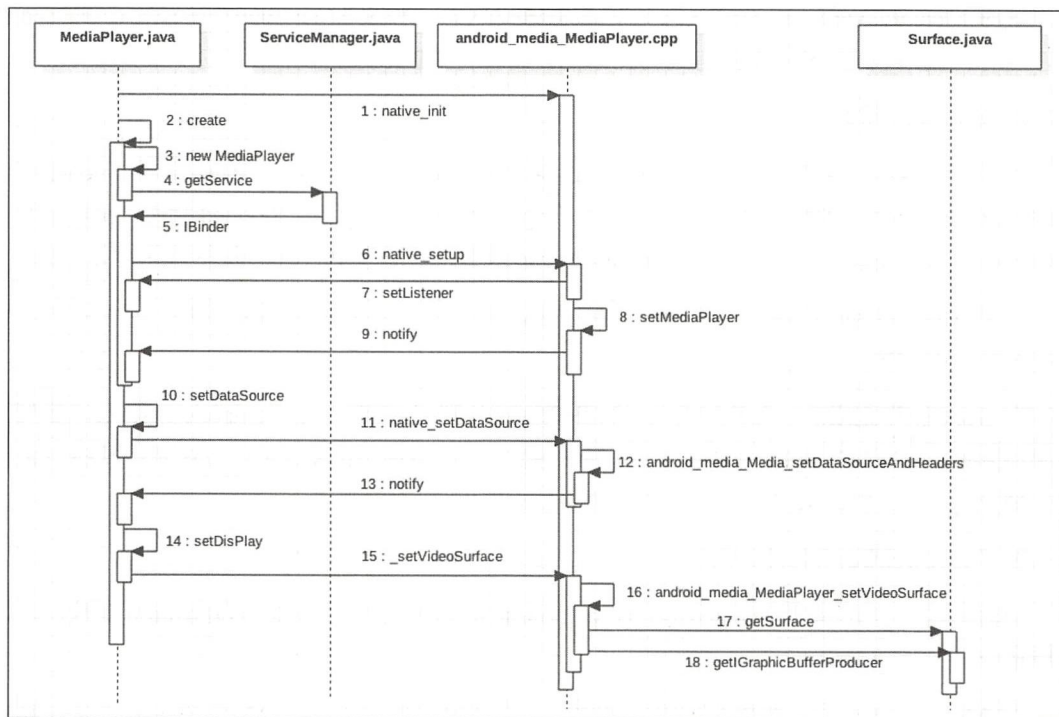 MediaPlayer.java
ServiceManager.java
android_media_MediaPlayer.cpp
Surface.java
1 : native_init
2 : create
3 : new MediaPlayer
4 : getService
5 : IBinder
6 : native_setup
7 : setListener
8 : setMediaPlayer
9 : notify
10 : setDataSource
11 : native_setDataSource
12 : android_media_Media_setDataSourceAndHeaders
13 : notify
14 : setDisPlay
15 : _setVideoSurface
16 : android_media_MediaPlayer_setVideoSurface
17 : getSurface
18 : getIGraphicBufferProducer